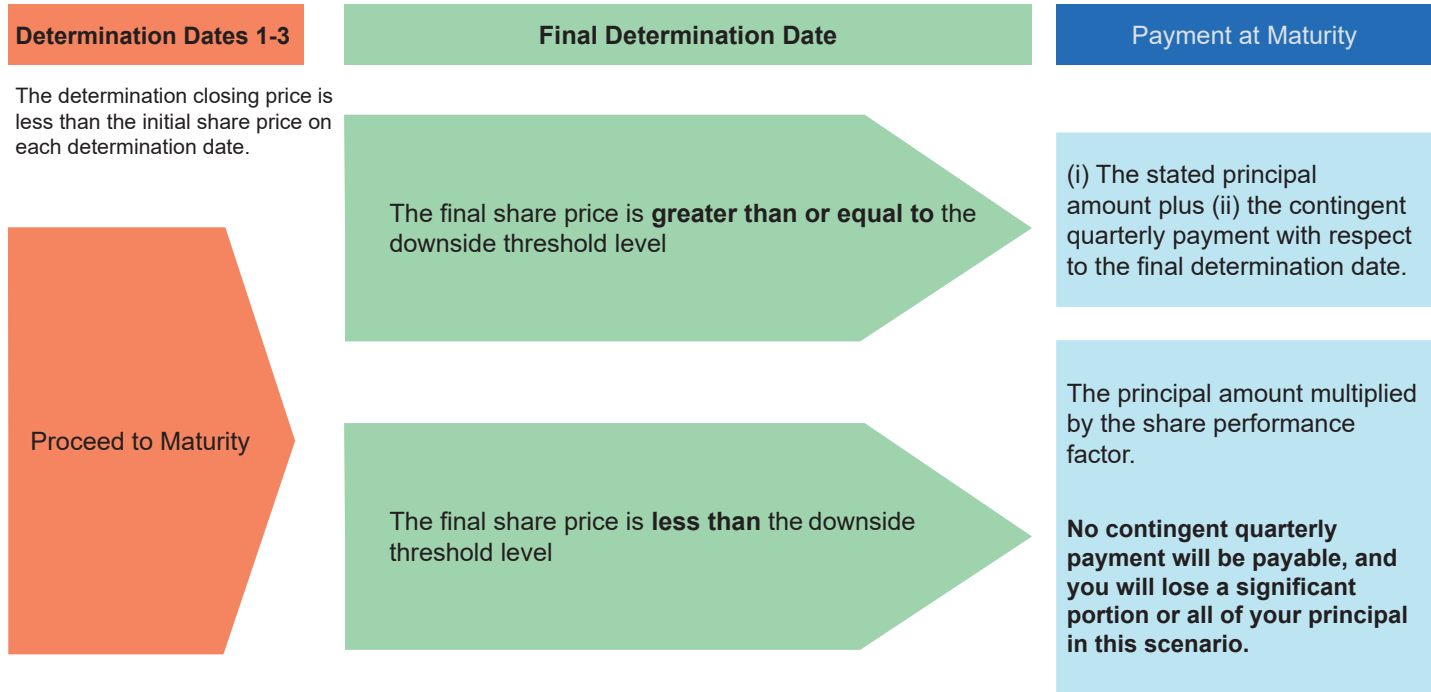 Determination Dates 1-3
Final Determination Date
Payment at Maturity
The determination closing price is
less than the initial share price on
each determination date.
Proceed to Maturity
The final share price is greater than or equal to the
downside threshold level
(i) The stated principal
amount plus (ii) the contingent
quarterly payment with respect
to the final determination date.
The final share price is less than the downside
threshold level
The principal amount multiplied
by the share performance
factor.
No contingent quarterly
payment will be payable, and
you will lose a significant
portion or all of your principal
in this scenario.